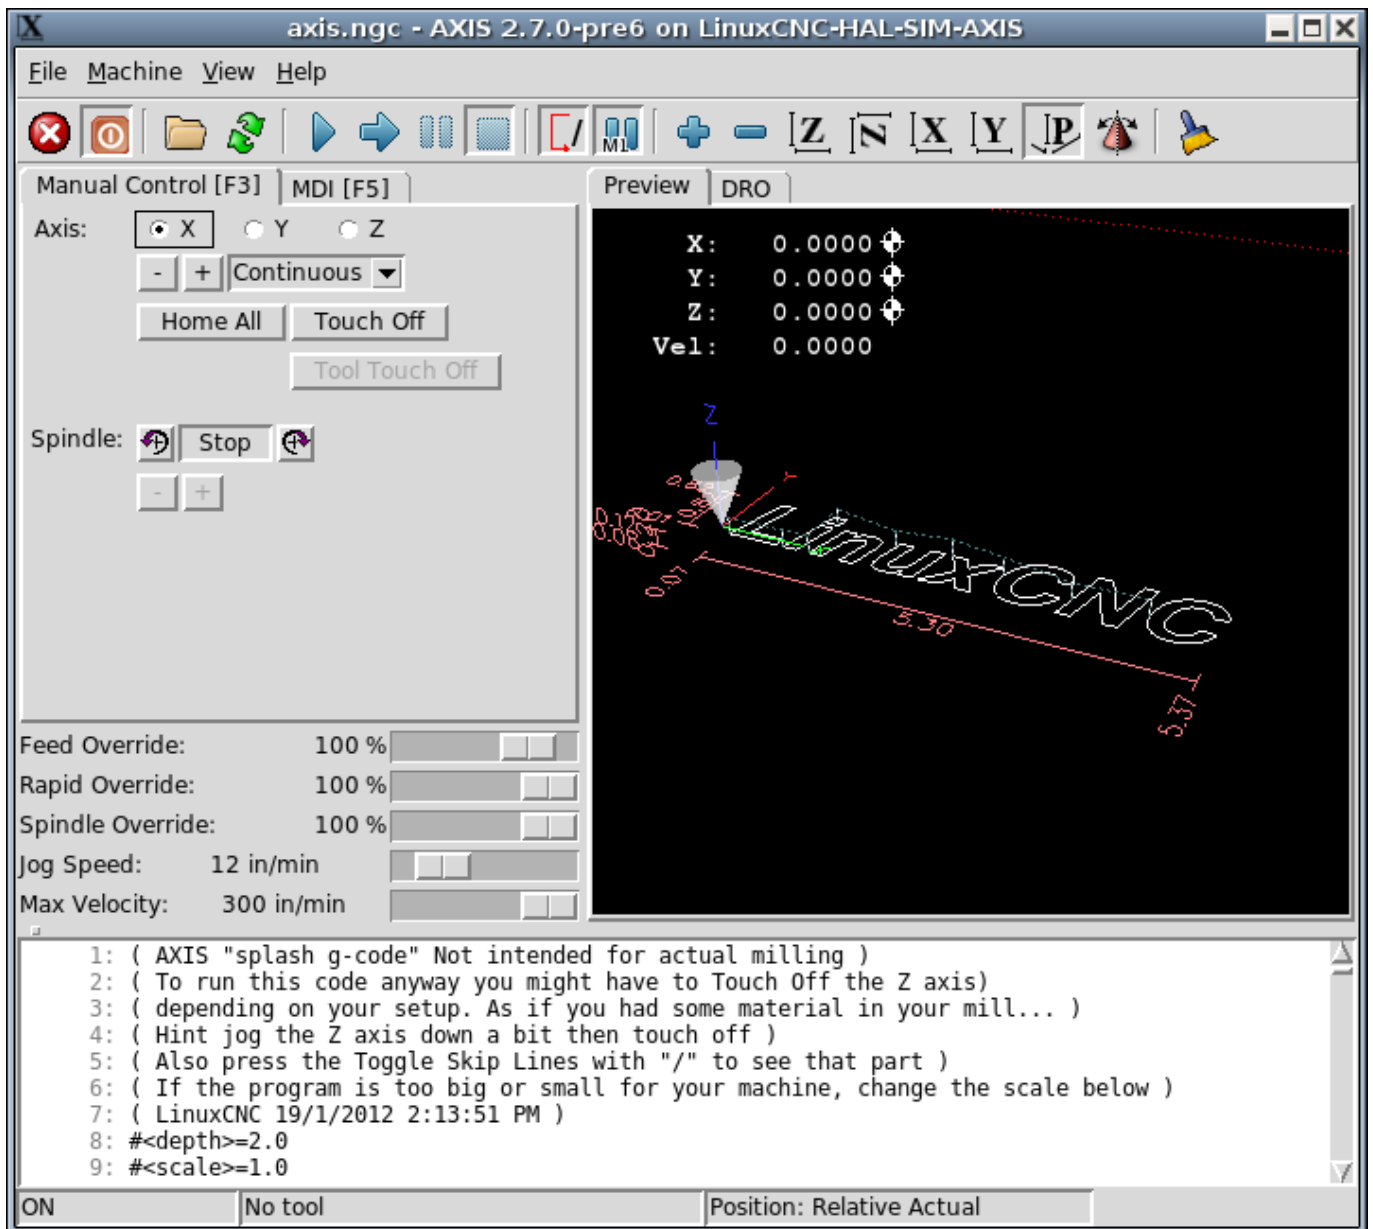 axis.ngc - AXIS 2.7.0-pre6 on LinuxCNC-HAL-SIM-AXIS
File Machine View Help
M1 Z N X Y P
Manual Control [F3] MDI [F5]
Preview DRO
Axis: X Y Z
- + Continuous
Home All Touch Off
Tool Touch Off
Spindle: Stop
- +
X: 0.0000
Y: 0.0000
Z: 0.0000
Vel: 0.0000
Z
Y
LinuxCNC
0.07
5.30
5.37
Feed Override: 100 %
Rapid Override: 100 %
Spindle Override: 100 %
Jog Speed: 12 in/min
Max Velocity: 300 in/min
1: ( AXIS "splash g-code" Not intended for actual milling )
2: ( To run this code anyway you might have to Touch Off the Z axis)
3: ( depending on your setup. As if you had some material in your mill... )
4: ( Hint jog the Z axis down a bit then touch off )
5: ( Also press the Toggle Skip Lines with "/" to see that part )
6: ( If the program is too big or small for your machine, change the scale below )
7: ( LinuxCNC 19/1/2012 2:13:51 PM )
8: #<depth>=2.0
9: #<scale>=1.0
ON No tool Position: Relative Actual